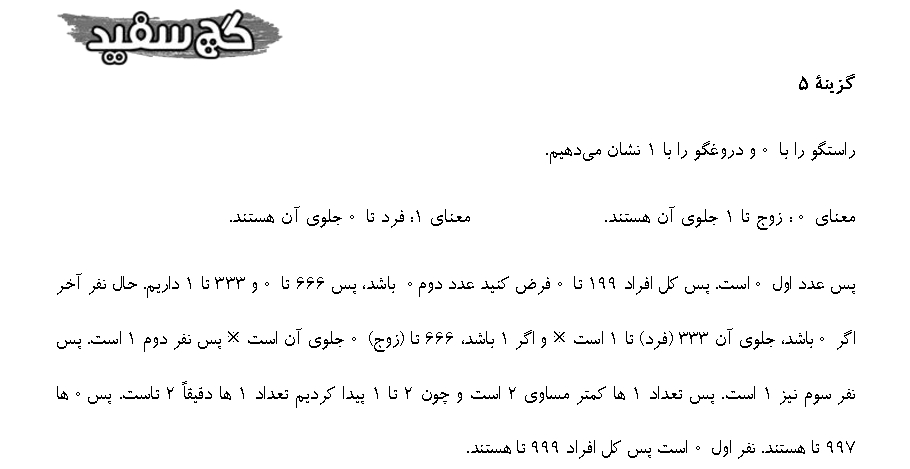 گچ سفید
گزینهٔ ۵
راستگو را با ۰ و دروغگو را با ۱ نشان می‌دهیم.
معنای ۰ : زوج تا ۱ جلوی آن هستند. معنای ۱: فرد تا ۰ جلوی آن هستند.
پس عدد اول ۰ است. پس کل افراد ۱۹۹ تا ۰ فرض کنید عدد دوم ۰ باشد، پس ۶۶۶ تا ۰ و ۳۳۳ تا ۱ داریم. حال نفر آخر
اگر ۰ باشد، جلوی آن ۳۳۳ (فرد) تا ۱ است × و اگر ۱ باشد، ۶۶۶ تا (زوج) ۰ جلوی آن است × پس نفر دوم ۱ است. پس
نفر سوم نیز ۱ است. پس تعداد ۱ ها کمتر مساوی ۲ است و چون ۲ تا ۱ پیدا کردیم تعداد ۱ ها دقیقاً ۲ تاست. پس ۰ ها
۹۹۷ تا هستند. نفر اول ۰ است پس کل افراد ۹۹۹ تا هستند.